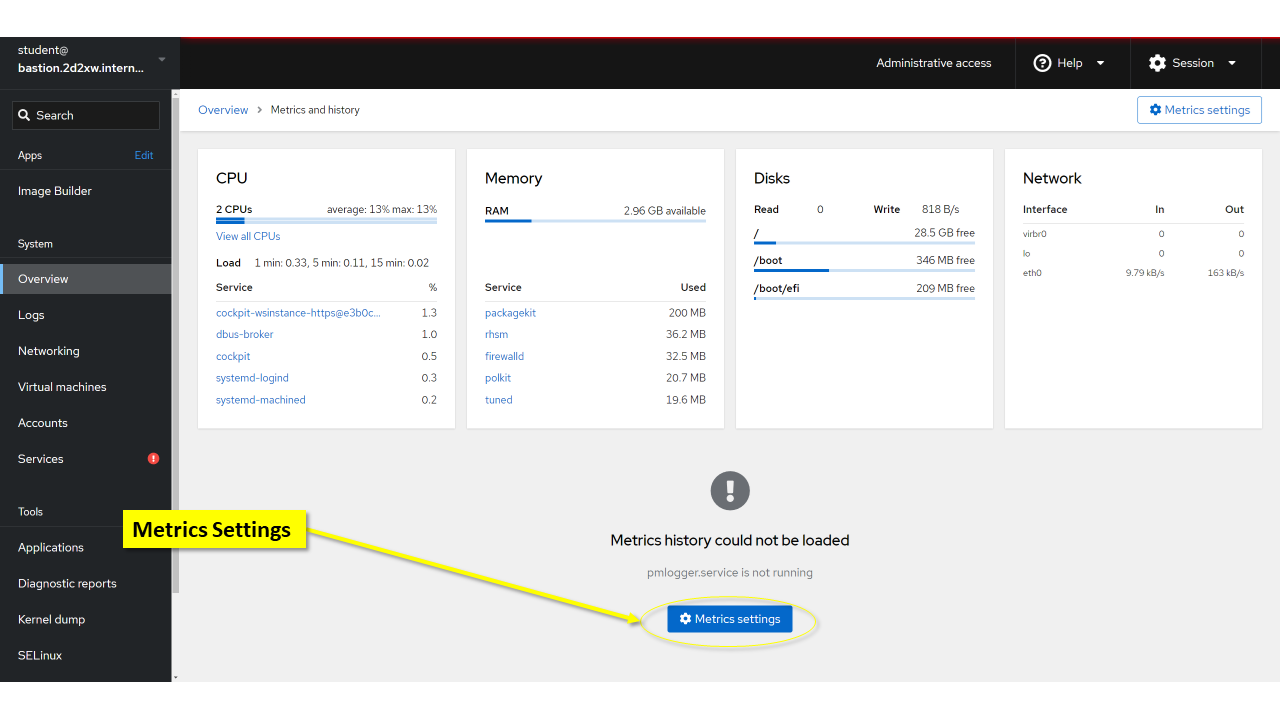 student@
bastion.2d2xw.intern...
Administrative access
Help
Session
Search
Overview > Metrics and history
Metrics settings
Apps Edit
Image Builder
System
Overview
Logs
Networking
Virtual machines
Accounts
Services
Tools
Applications
Diagnostic reports
Kernel dump
SELinux
CPU
2 CPUs average: 13% max: 13%
View all CPUs
Load 1 min: 0.33, 5 min: 0.11, 15 min: 0.02
Service %
cockpit-wsinstance-https@e3b0c... 1.3
dbus-broker 1.0
cockpit 0.5
systemd-logind 0.3
systemd-machined 0.2
Memory
RAM 2.96 GB available
Service Used
packagekit 200 MB
rhsm 36.2 MB
firewalld 32.5 MB
polkit 20.7 MB
tuned 19.6 MB
Disks
Read 0 Write 818 B/s
/ 28.5 GB free
/boot 346 MB free
/boot/efi 209 MB free
Network
Interface In Out
virbr0 0 0
lo 0 0
eth0 9.79 kB/s 163 kB/s
Metrics history could not be loaded
pmlogger.service is not running
Metrics settings
Metrics Settings